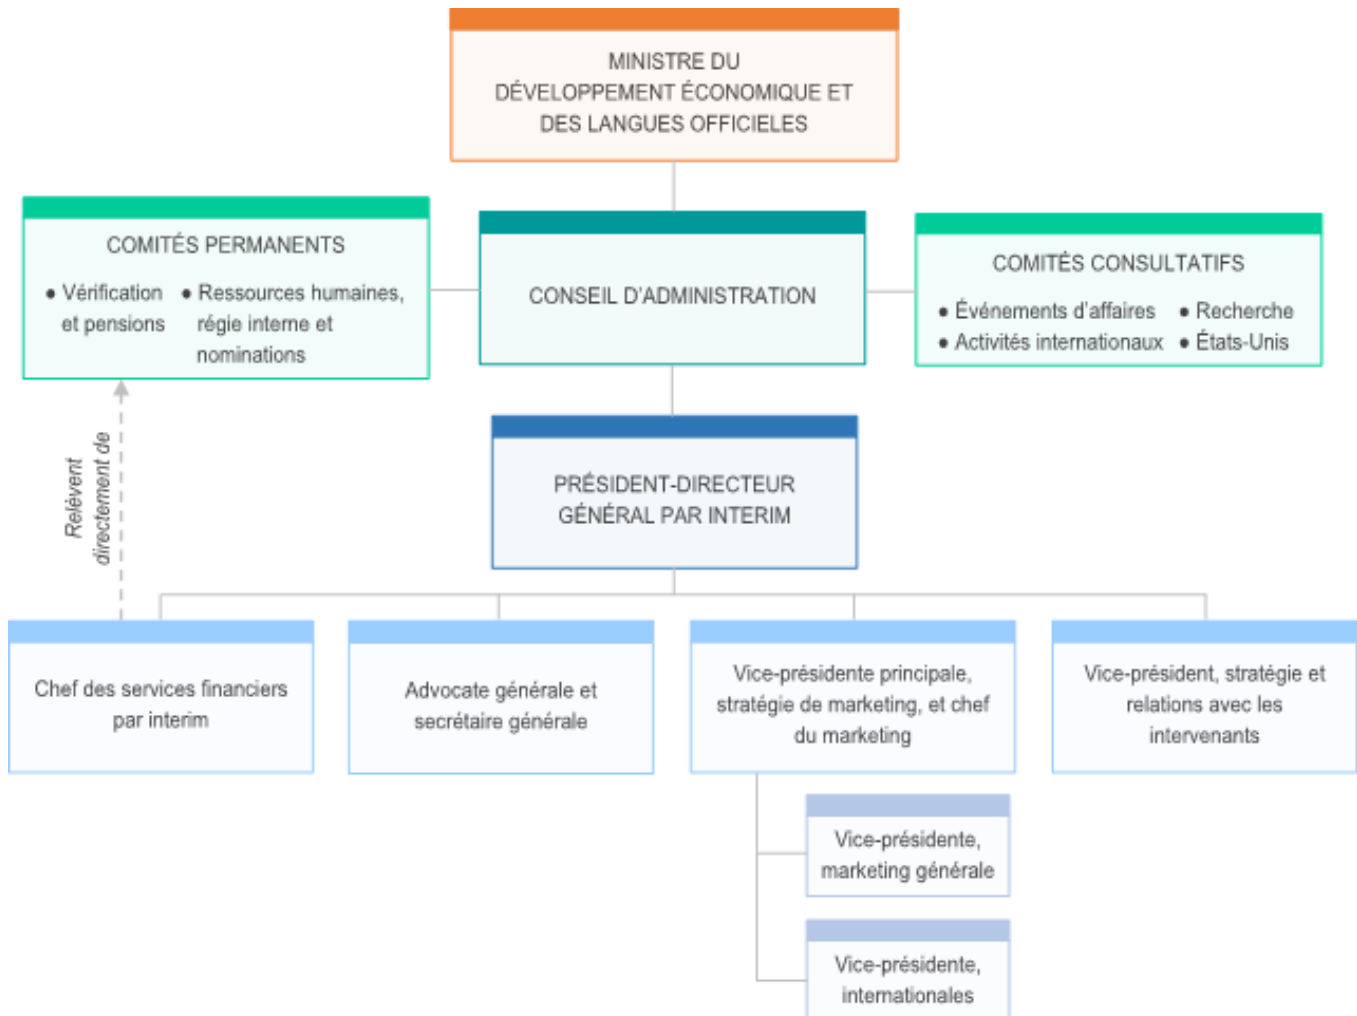 MINISTRE DU
DÉVELOPPEMENT ÉCONOMIQUE ET
DES LANGUES OFFICIELES
COMITÉS PERMANENTS
● Vérification
et pensions
● Ressources humaines,
régie interne et
nominations
CONSEIL D'ADMINISTRATION
COMITÉS CONSULTATIFS
● Événements d'affaires
● Activités internationaux
● Recherche
● États-Unis
Relèvent
directement de
PRÉSIDENT-DIRECTEUR
GÉNÉRAL PAR INTERIM
Chef des services financiers
par interim
Advocate générale et
secrétaire générale
Vice-présidente principale,
stratégie de marketing, et chef
du marketing
Vice-président, stratégie et
relations avec les
intervenants
Vice-présidente,
marketing générale
Vice-présidente,
internationales